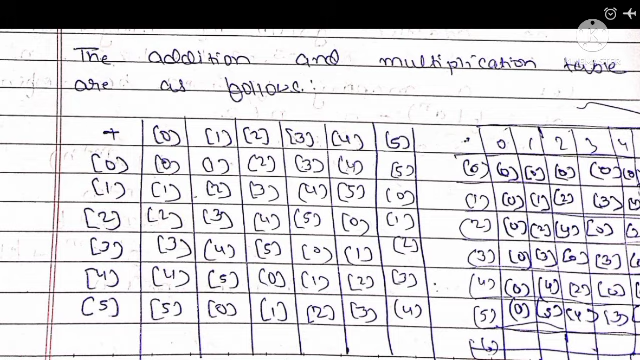 The addition and multiplication table
are as follows:
+ [0] [1] [2] [3] [4] [5] . 0 1 2 3 4
[0] [0] [1] [2] [3] [4] [5] [0] [0] [0] [0] [0] [0]
[1] [1] [2] [3] [4] [5] [0] [1] [0] [1] [2] [3]
[2] [2] [3] [4] [5] [0] [1] [2] [0] [2] [4] [0] [2
[3] [3] [4] [5] [0] [1] [2] [3] [0] [3] [0] [3]
[4] [4] [5] [0] [1] [2] [3] [4] [0] [4] [2] [0]
[5] [5] [0] [1] [2] [3] [4] [5] [0] [5] [4] [3]